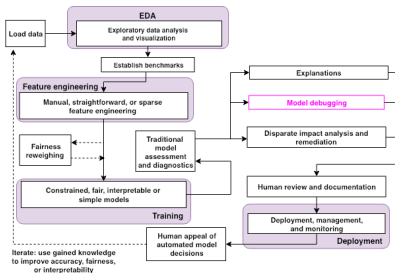 EDA
Load data
Exploratory data analysis
and visualization
Establish benchmarks
Feature engineering
Manual, straightforward, or sparse
feature engineering
Fairness
reweighing
Constrained, fair, interpretable or
simple models
Training
Traditional
model
assessment
and diagnostics
Explanations
Model debugging
Disparate impact analysis and
remediation
Human review and documentation
Deployment, management,
and monitoring
Deployment
Human appeal of
automated model
decisions
Iterate: use gained knowledge
to improve accuracy, fairness,
or interpretability